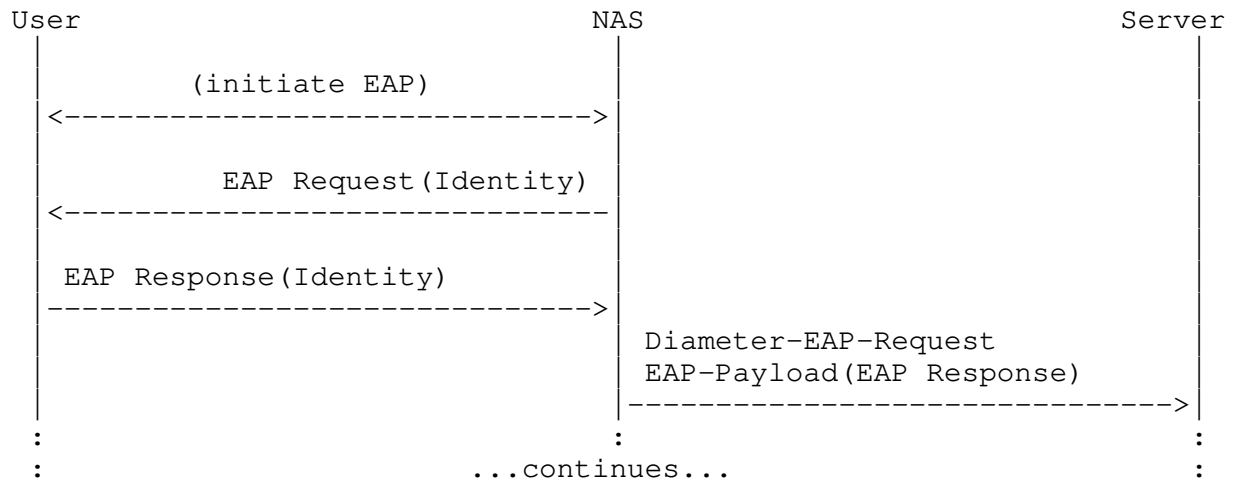 User NAS Server
(initiate EAP)
<------------------------------>
EAP Request(Identity)
<-------------------------------
EAP Response(Identity)
------------------------------->
Diameter-EAP-Request
EAP-Payload(EAP Response)
------------------------------->
: : :
: ...continues... :